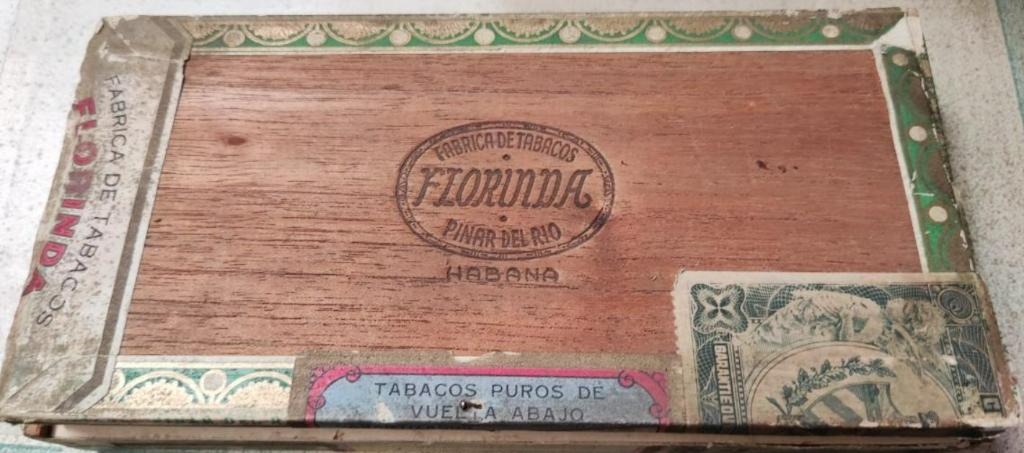 FABRICA DE TABACOS
FLORINDA
FABRICA DE TABACOS
FLORINDA
PINAR DEL RIO
HABANA
TABACOS PUROS DE
VUELTA ABAJO